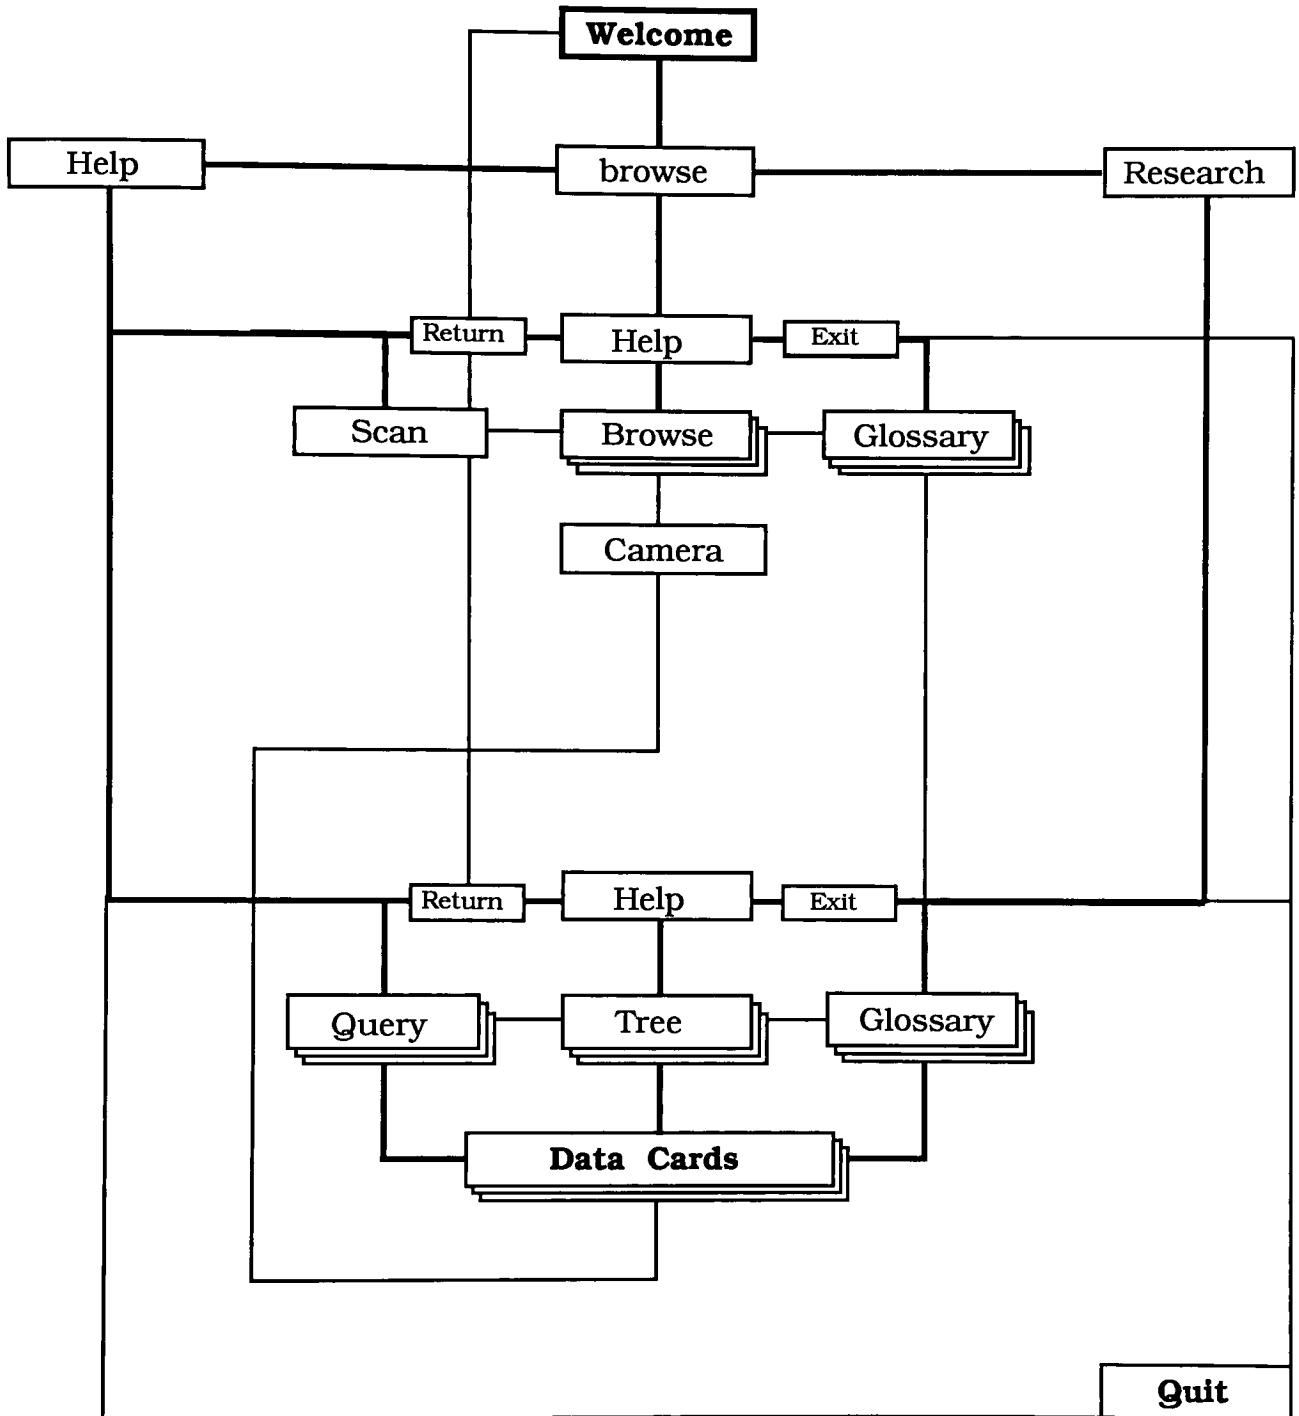 Welcome
Help
browse
Research
Return
Help
Exit
Scan
Browse
Glossary
Camera
Return
Help
Exit
Query
Tree
Glossary
Data Cards
Quit